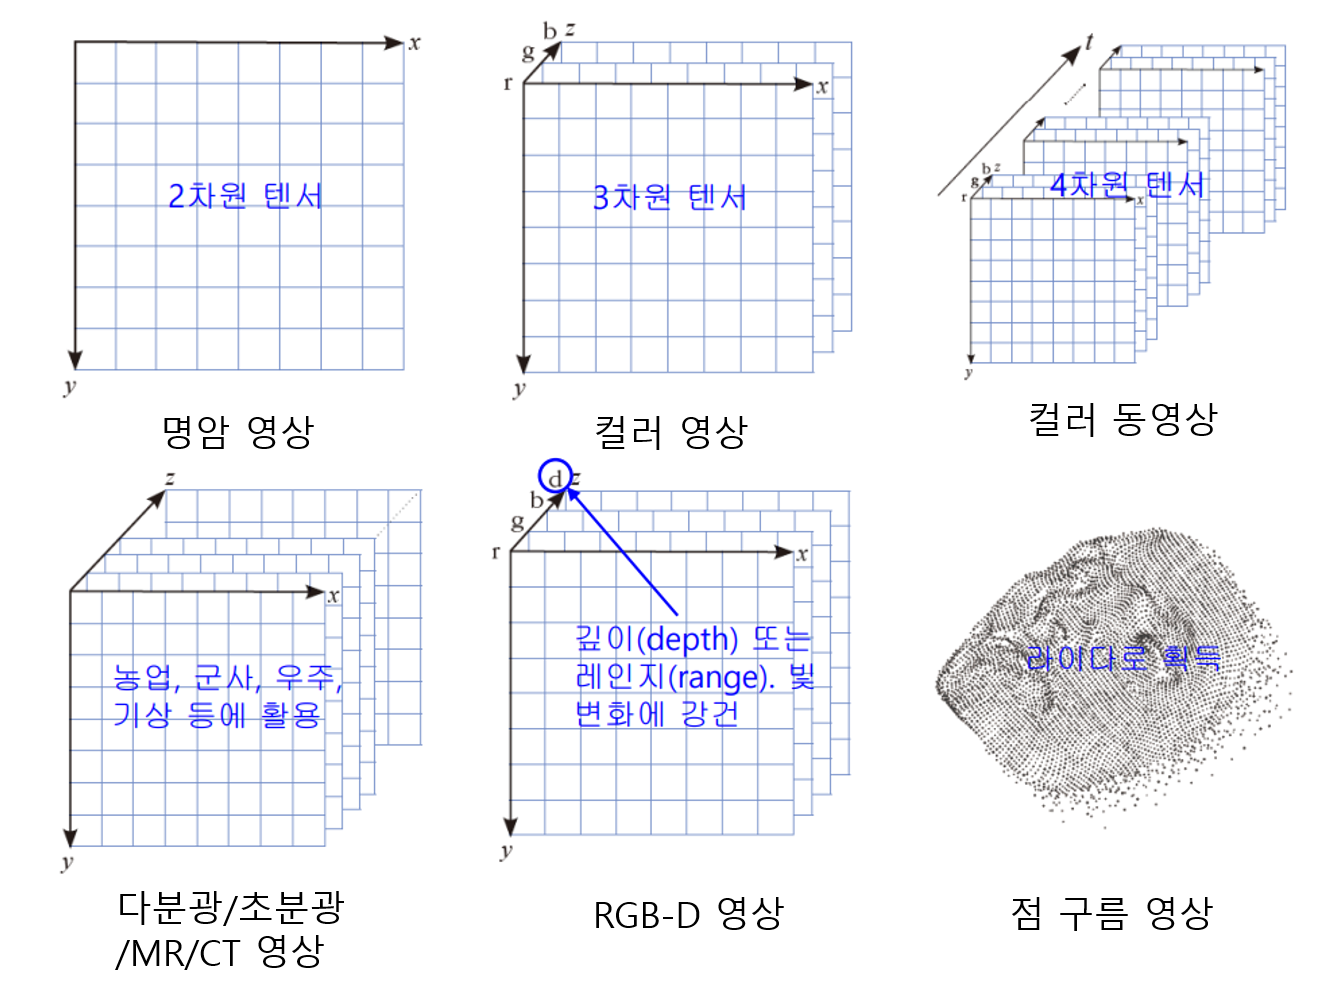 x
y
2차원 텐서
명암 영상
r g b z
x
y
3차원 텐서
컬러 영상
t
r g b z
x
y
4차원 텐서
컬러 동영상
z
x
y
농업, 군사, 우주,
기상 등에 활용
다분광/초분광
/MR/CT 영상
r g b d z
x
y
깊이(depth) 또는
레인지(range). 빛
변화에 강건
RGB-D 영상
라이다로 획득
점 구름 영상